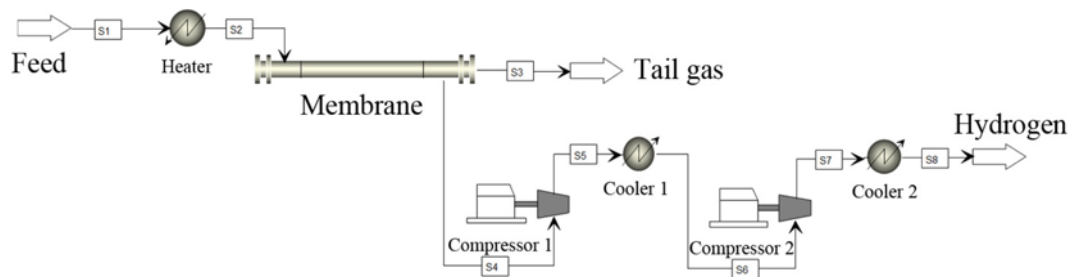 S1
S2
Feed
Heater
S3
Tail gas
Membrane
Hydrogen
S5
S7
S8
Cooler 1
Cooler 2
Compressor 1
Compressor 2
S4
S6